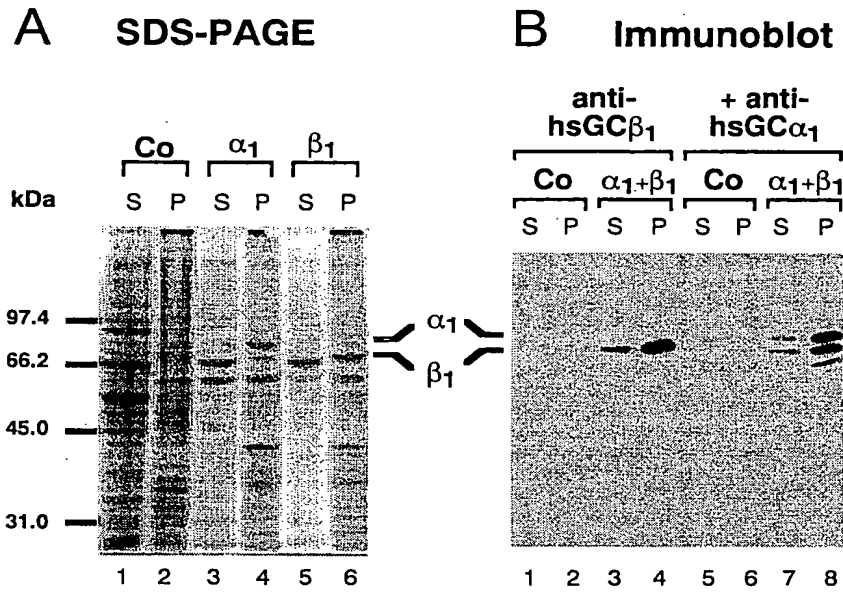 A SDS-PAGE
Co α1 β1
kDa S P S P S P
97.4
66.2
45.0
31.0
1 2 3 4 5 6
α1
β1
B Immunoblot
anti- + anti-
hsGCβ1 hsGCα1
Co α1+β1 Co α1+β1
S P S P S P S P
1 2 3 4 5 6 7 8